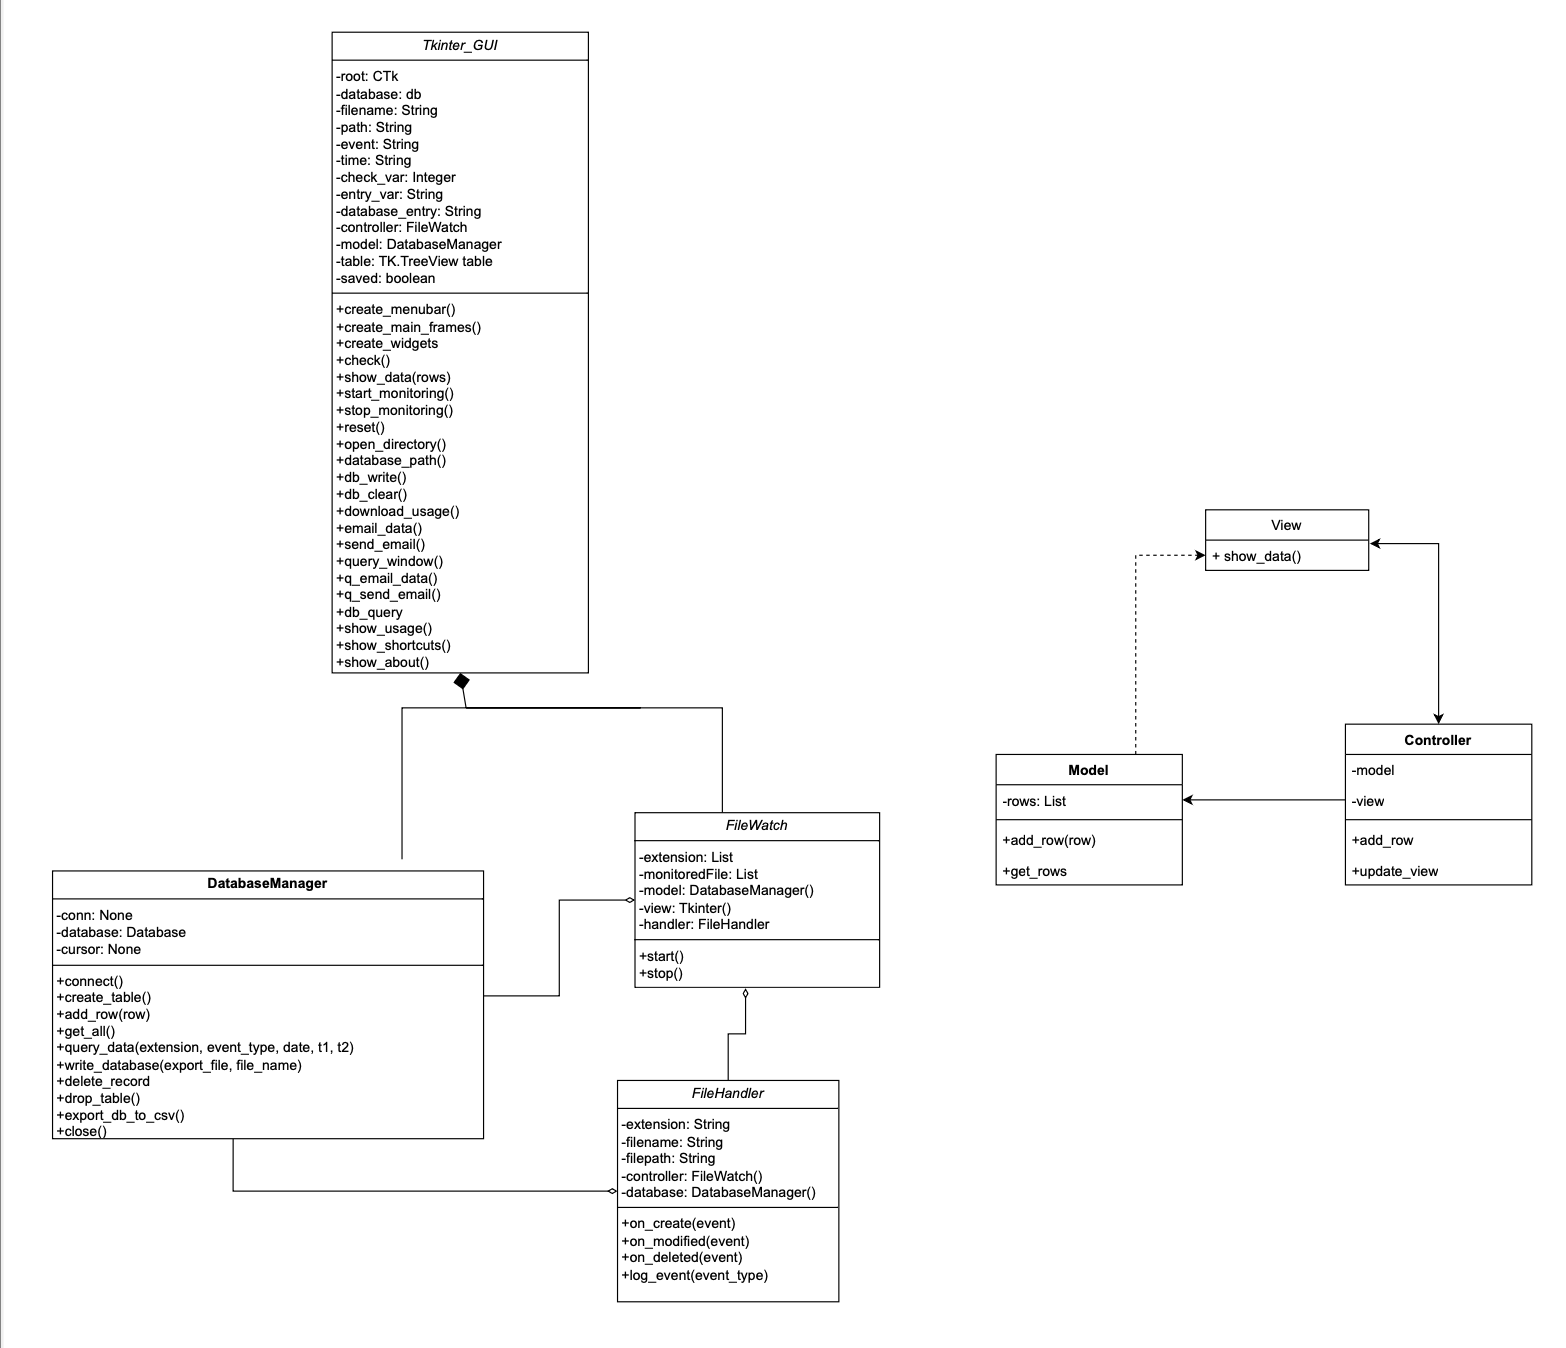 Tkinter_GUI
-root: CTk
-database: db
-filename: String
-path: String
-event: String
-time: String
-check_var: Integer
-entry_var: String
-database_entry: String
-controller: FileWatch
-model: DatabaseManager
-table: TK.TreeView table
-saved: boolean
+create_menubar()
+create_main_frames()
+create_widgets
+check()
+show_data(rows)
+start_monitoring()
+stop_monitoring()
+reset()
+open_directory()
+database_path()
+db_write()
+db_clear()
+download_usage()
+email_data()
+send_email()
+query_window()
+q_email_data()
+q_send_email()
+db_query
+show_usage()
+show_shortcuts()
+show_about()
DatabaseManager
-conn: None
-database: Database
-cursor: None
+connect()
+create_table()
+add_row(row)
+get_all()
+query_data(extension, event_type, date, t1, t2)
+write_database(export_file, file_name)
+delete_record
+drop_table()
+export_db_to_csv()
+close()
FileWatch
-extension: List
-monitoredFile: List
-model: DatabaseManager()
-view: Tkinter()
-handler: FileHandler
+start()
+stop()
FileHandler
-extension: String
-filename: String
-filepath: String
-controller: FileWatch()
-database: DatabaseManager()
+on_create(event)
+on_modified(event)
+on_deleted(event)
+log_event(event_type)
View
+ show_data()
Model
-rows: List
+add_row(row)
+get_rows
Controller
-model
-view
+add_row
+update_view